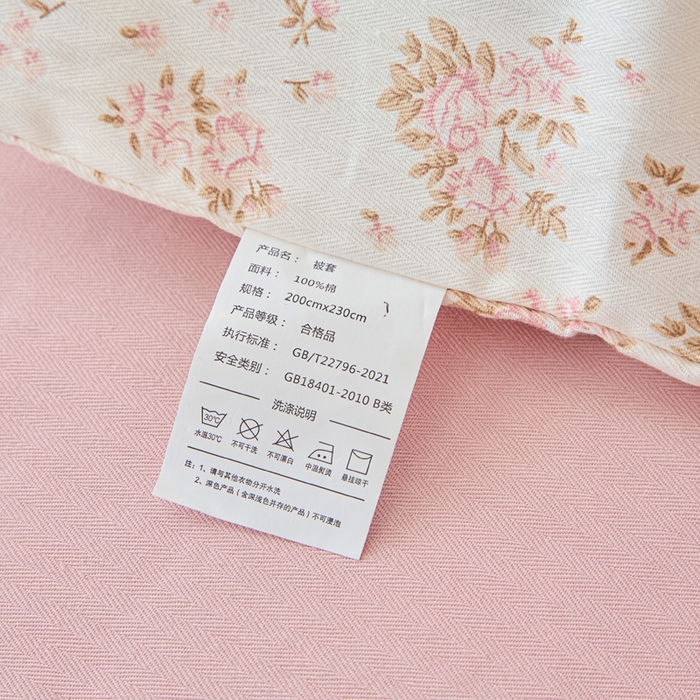 产品名： 被套
面料： 100%棉
规格： 200cmx230cm
产品等级： 合格品
执行标准： GB/T22796-2021
安全类别： GB18401-2010 B类
洗涤说明
30℃
水温30℃ 不可干洗 不可漂白 中温熨烫 悬挂晾干
注：1、请与其他衣物分开水洗
2、深色产品（含深浅色并存的产品）不可浸泡